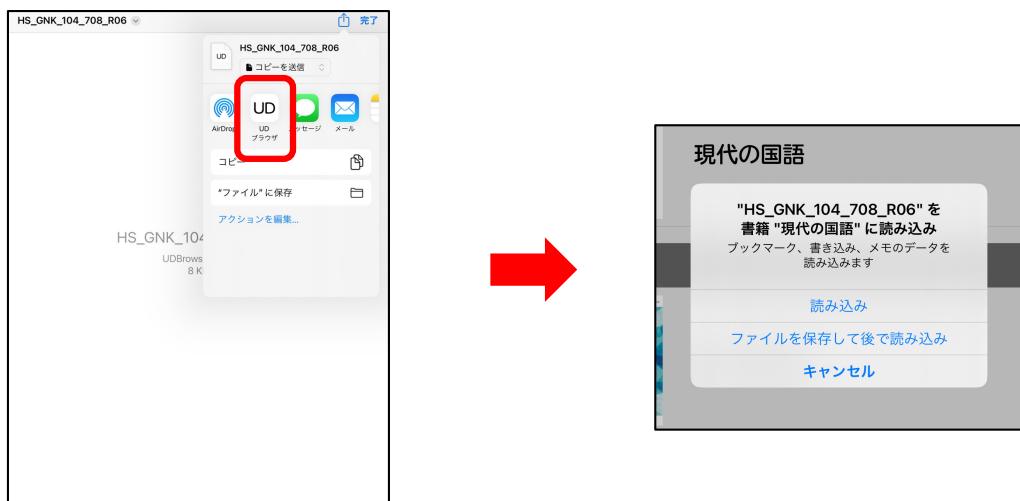 HS_GNK_104_708_R06
完了
UD
HS_GNK_104_708_R06
コピーを送信
UD
AirDrop
UD
ブラウザ
メッセージ
メール
コピー
"ファイル" に保存
アクションを編集...
HS_GNK_104
UDBrows
8 K
現代の国語
"HS_GNK_104_708_R06" を
書籍 "現代の国語" に読み込み
ブックマーク、書き込み、メモのデータを
読み込みます
読み込み
ファイルを保存して後で読み込み
キャンセル